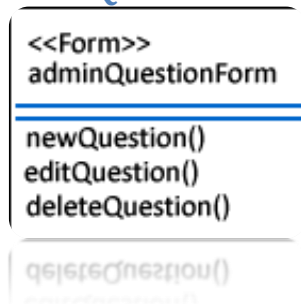 <<Form>>
adminQuestionForm
newQuestion()
editQuestion()
deleteQuestion()